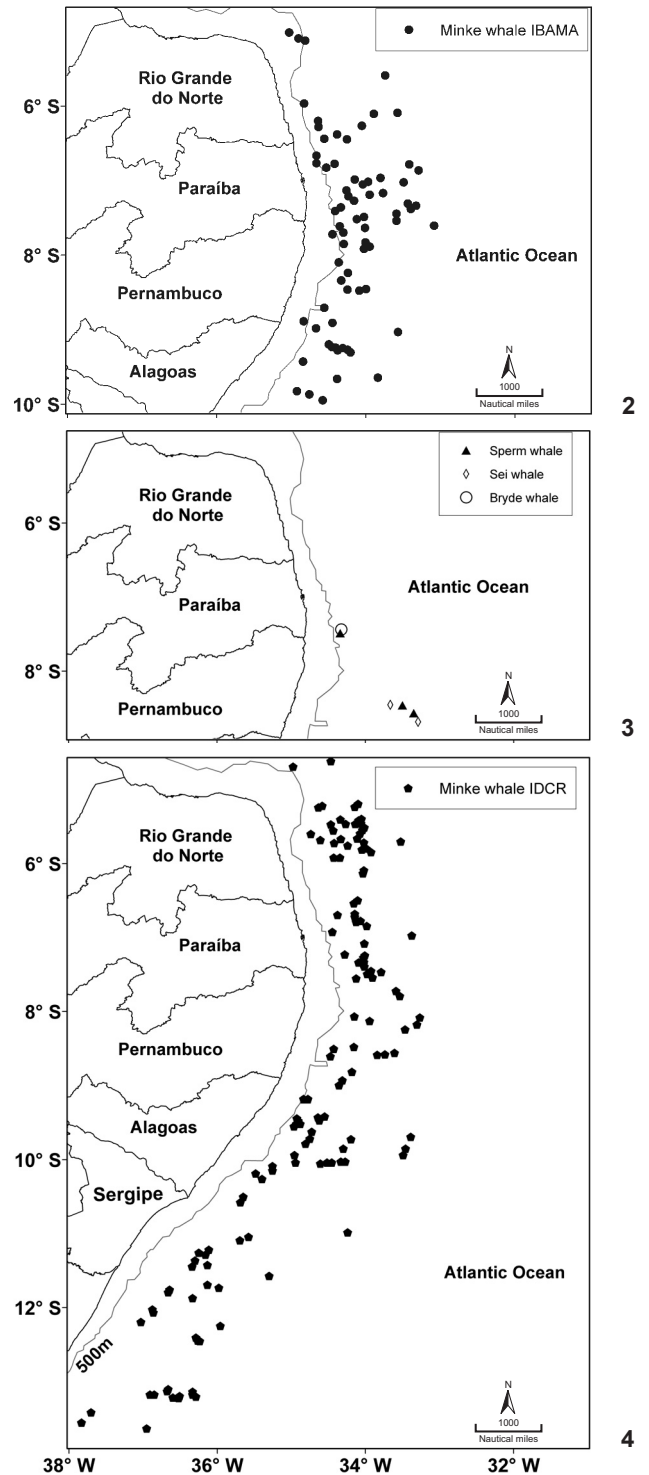 Minke whale IBAMA
Rio Grande
do Norte
6° S
Paraíba
8° S
Atlantic Ocean
Pernambuco
Alagoas
N
1000
Nautical miles
10° S
2
Sperm whale
Sei whale
Bryde whale
Rio Grande
do Norte
6° S
Atlantic Ocean
Paraíba
8° S
Pernambuco
N
1000
Nautical miles
3
Minke whale IDCR
Rio Grande
do Norte
6° S
Paraíba
8° S
Pernambuco
Alagoas
10° S
Sergipe
Atlantic Ocean
12° S
500m
N
1000
Nautical miles
4
38° W 36° W 34° W 32° W